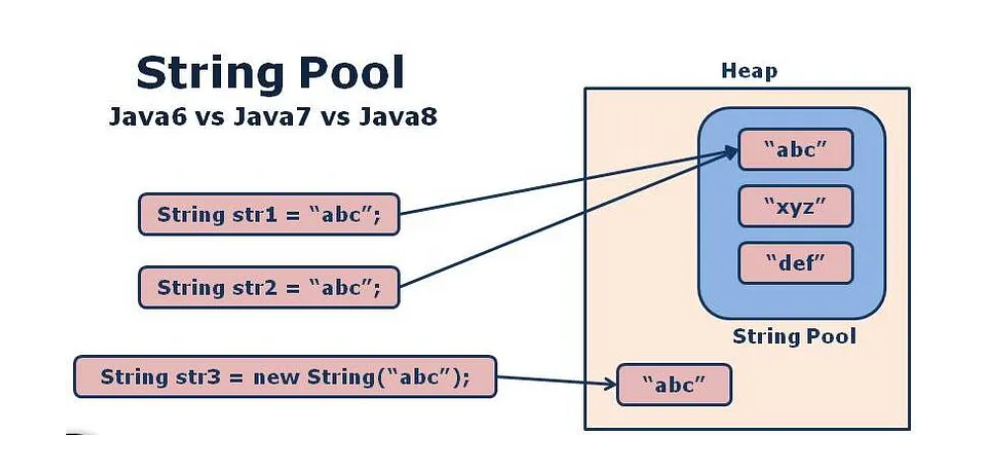 String Pool
Java6 vs Java7 vs Java8
Heap
“abc”
“xyz”
“def”
String Pool
String str1 = “abc”;
String str2 = “abc”;
String str3 = new String(“abc”);
“abc”